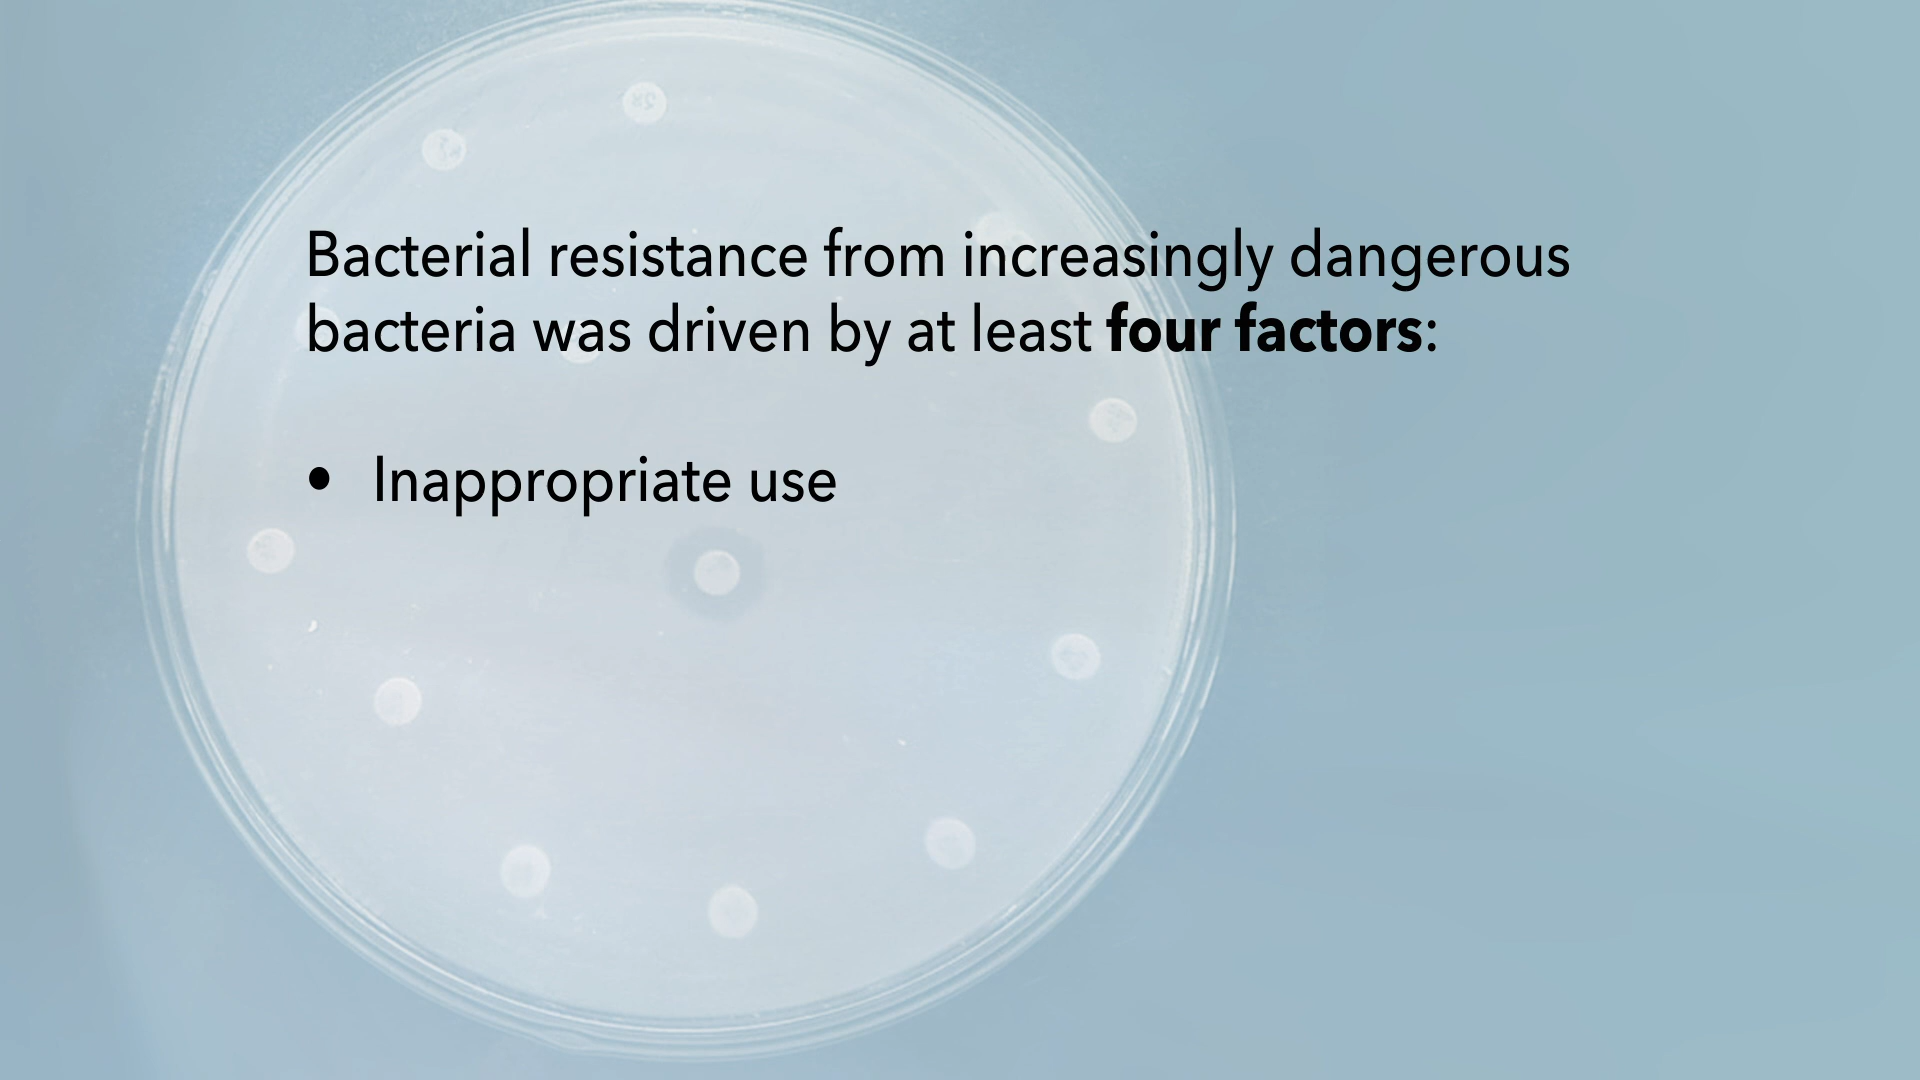 Bacterial resistance from increasingly dangerous
bacteria was driven by at least four factors:
• Inappropriate use